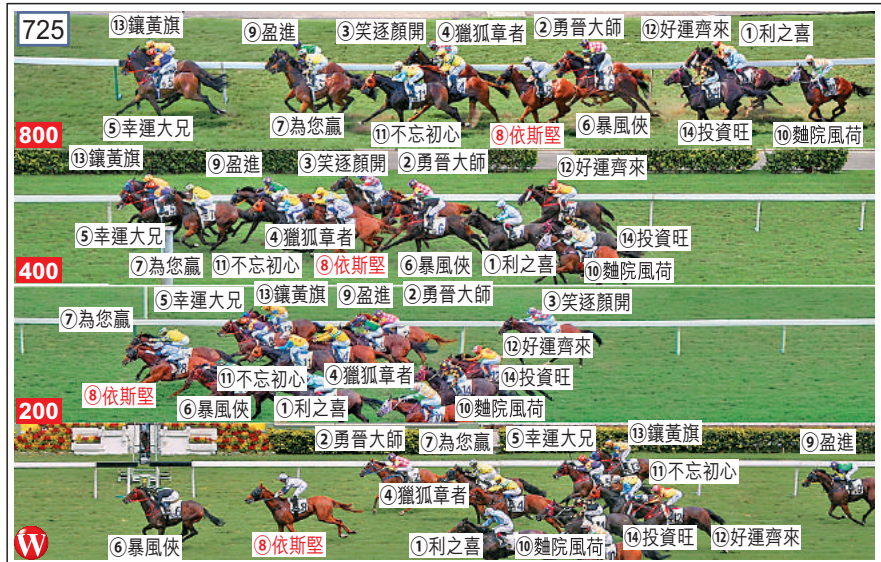 725
⑬鑲黃旗 ⑨盈進 ③笑逐顏開 ④獵狐章者 ②勇晉大師 ⑫好運齊來 ①利之喜
⑤幸運大兄 ⑦為您贏 ⑪不忘初心 ⑧依斯堅 ⑥暴風俠 ⑭投資旺 ⑩麯院風荷
800
⑬鑲黃旗 ⑨盈進 ③笑逐顏開 ②勇晉大師 ⑫好運齊來
⑤幸運大兄 ④獵狐章者 ⑭投資旺
⑦為您贏 ⑪不忘初心 ⑧依斯堅 ⑥暴風俠 ①利之喜 ⑩麯院風荷
400
⑤幸運大兄 ⑬鑲黃旗 ⑨盈進 ②勇晉大師 ③笑逐顏開
⑦為您贏
⑫好運齊來
⑪不忘初心 ④獵狐章者 ⑭投資旺
⑧依斯堅 ⑥暴風俠 ①利之喜 ⑩麯院風荷
200
②勇晉大師 ⑦為您贏 ⑤幸運大兄 ⑬鑲黃旗 ⑨盈進
⑪不忘初心
④獵狐章者
⑥暴風俠 ⑧依斯堅 ①利之喜 ⑩麯院風荷 ⑭投資旺 ⑫好運齊來
W